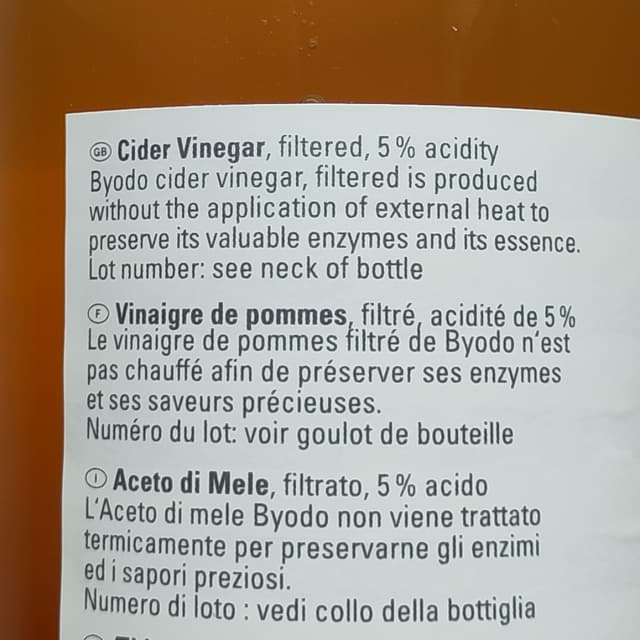 GB Cider Vinegar, filtered, 5% acidity
Byodo cider vinegar, filtered is produced
without the application of external heat to
preserve its valuable enzymes and its essence.
Lot number: see neck of bottle
F Vinaigre de pommes, filtré, acidité de 5%
Le vinaigre de pommes filtré de Byodo n'est
pas chauffé afin de préserver ses enzymes
et ses saveurs précieuses.
Numéro du lot: voir goulot de bouteille
I Aceto di Mele, filtrato, 5% acido
L'Aceto di mele Byodo non viene trattato
termicamente per preservarne gli enzimi
ed i sapori preziosi.
Numero di loto : vedi collo della bottiglia